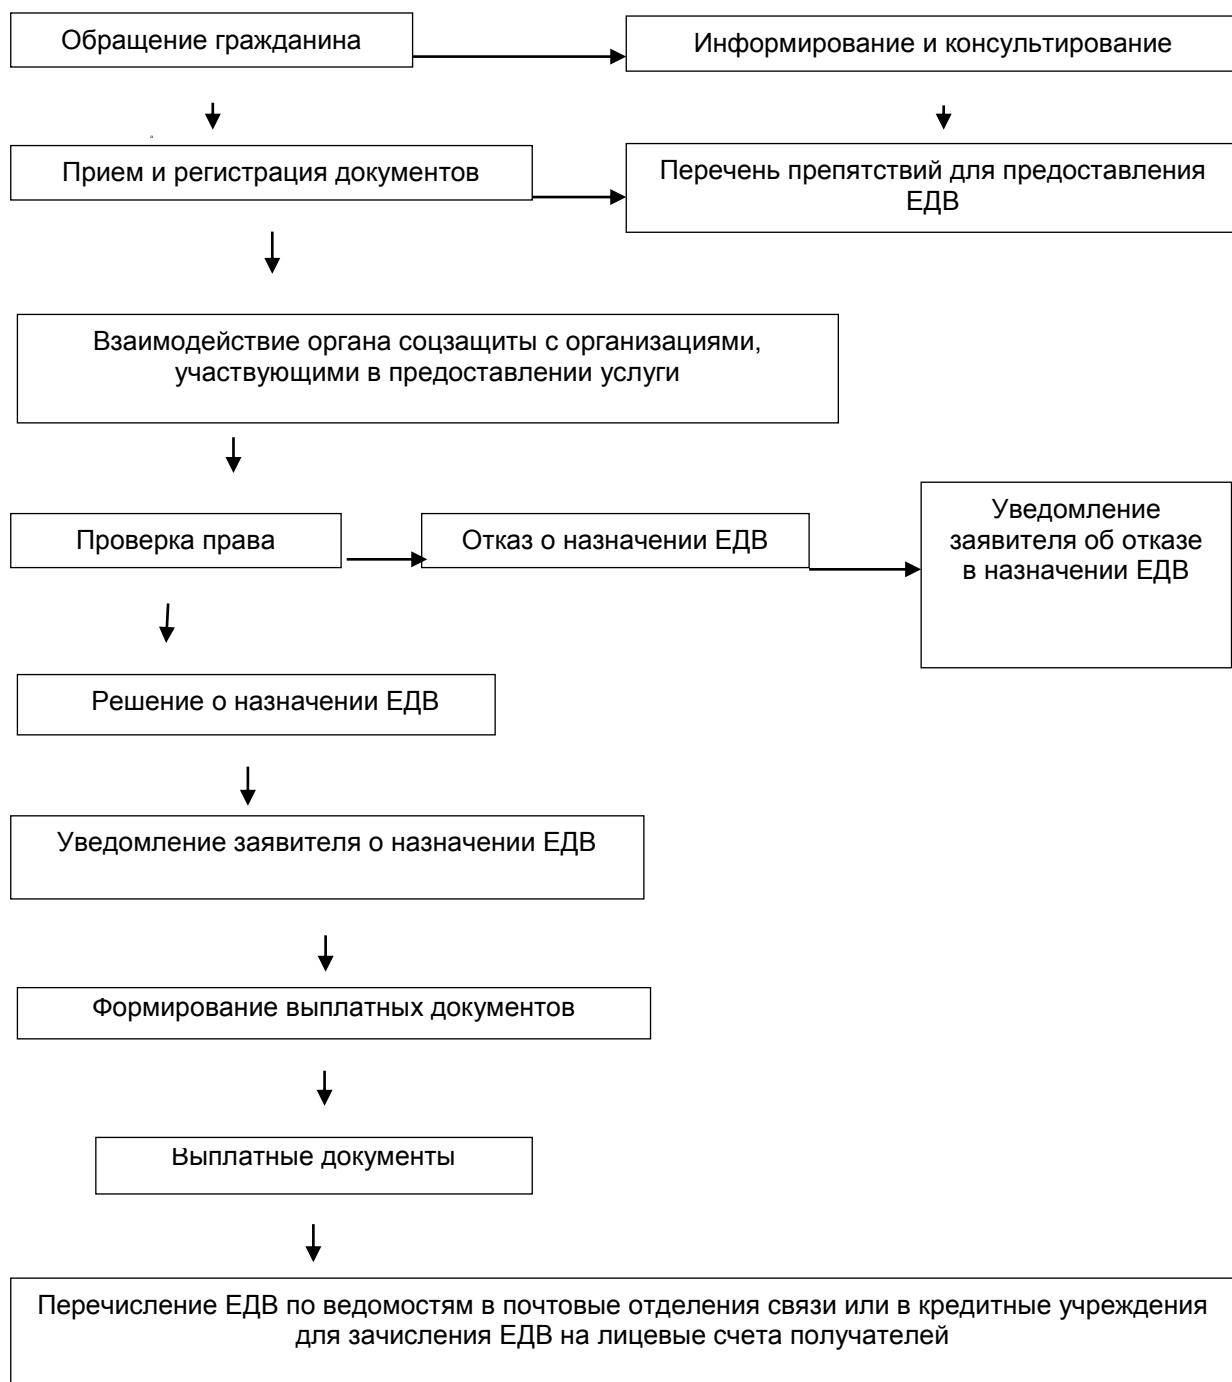 Обращение гражданина
Информирование и консультирование
Прием и регистрация документов
Перечень препятствий для предоставления
ЕДВ
Взаимодействие органа соцзащиты с организациями,
участвующими в предоставлении услуги
Проверка права
Отказ о назначении ЕДВ
Уведомление
заявителя об отказе
в назначении ЕДВ
Решение о назначении ЕДВ
Уведомление заявителя о назначении ЕДВ
Формирование выплатных документов
Выплатные документы
Перечисление ЕДВ по ведомостям в почтовые отделения связи или в кредитные учреждения
для зачисления ЕДВ на лицевые счета получателей